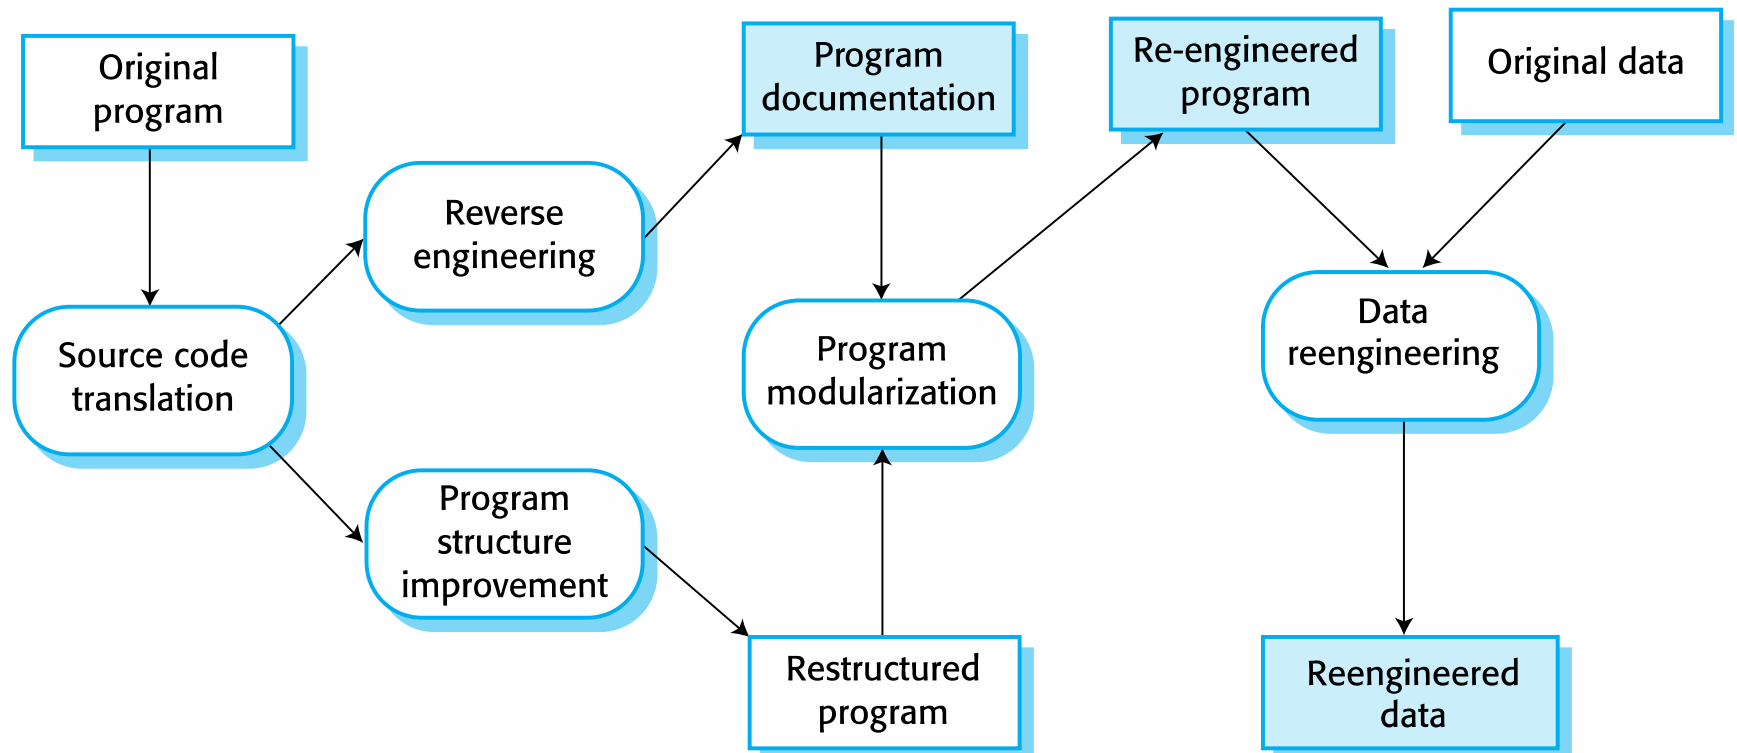 Original
program
Source code
translation
Reverse
engineering
Program
structure
improvement
Program
documentation
Program
modularization
Restructured
program
Re-engineered
program
Original data
Data
reengineering
Reengineered
data